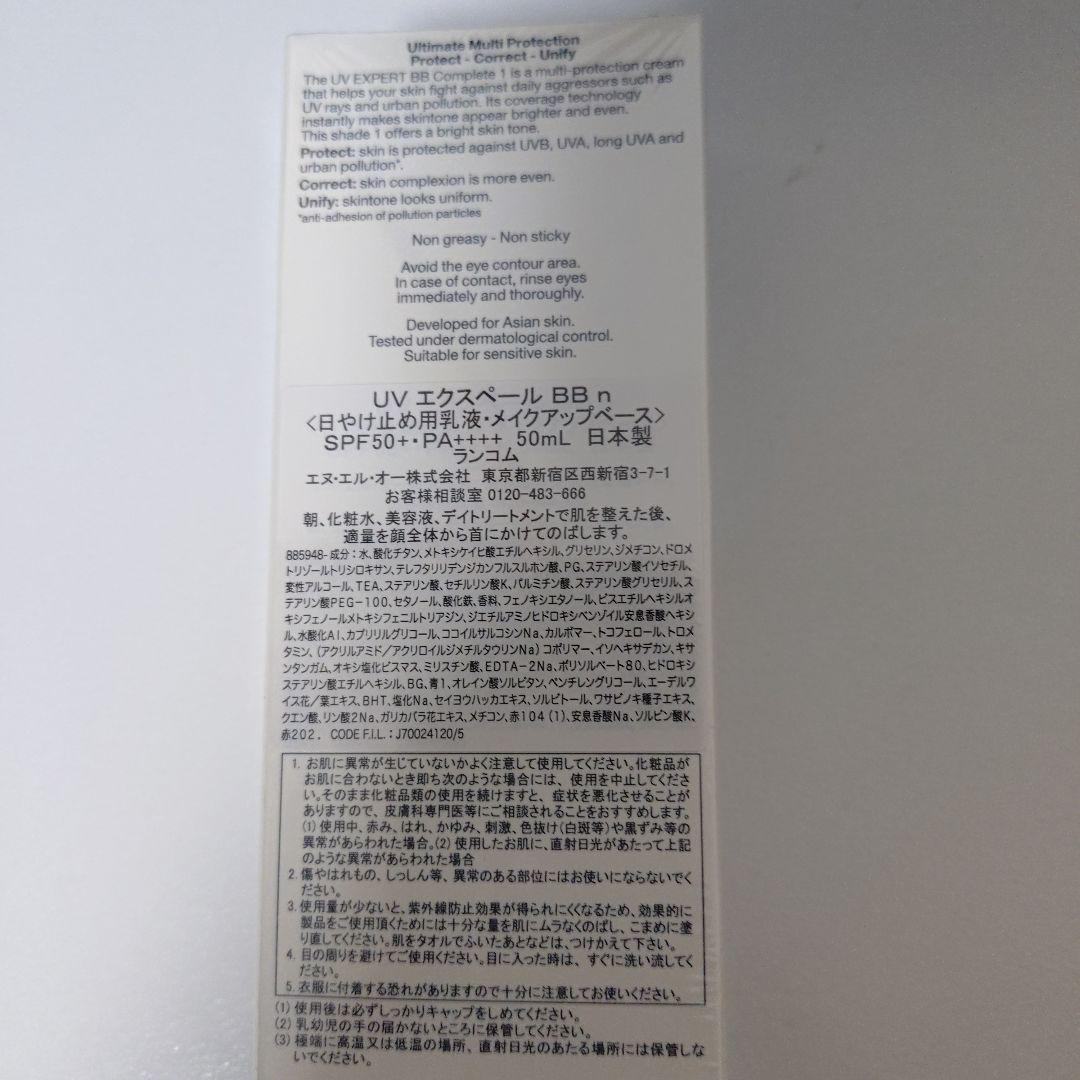 Ultimate Multi Protection
Protect - Correct - Unify
The UV EXPERT BB Complete 1 is a multi-protection cream
that helps your skin fight against daily aggressors such as
UV rays and urban pollution. Its coverage technology
instantly makes skintone appear brighter and even.
This shade 1 offers a bright skin tone.
Protect: skin is protected against UVB, UVA, long UVA and
urban pollution*.
Correct: skin complexion is more even.
Unify: skintone looks uniform.
*anti-adhesion of pollution particles
Non greasy - Non sticky
Avoid the eye contour area.
In case of contact, rinse eyes
immediately and thoroughly.
Developed for Asian skin.
Tested under dermatological control.
Suitable for sensitive skin.
UV エクスペール BB n
<日やけ止め用乳液・メイクアップベース>
SPF50+・PA++++ 50mL 日本製
ランコム
エヌ・エル・オー株式会社 東京都新宿区西新宿3-7-1
お客様相談室 0120-483-666
朝、化粧水、美容液、デイトリートメントで肌を整えた後、
適量を顔全体から首にかけてのばします。
885948- 成分：水、酸化チタン、メトキシケイヒ酸エチルヘキシル、グリセリン、ジメチコン、ドロメ
トリゾールトリシロキサン、テレフタリリデンジカンフルスルホン酸、PG、ステアリン酸イソセチル、
変性アルコール、TEA、ステアリン酸、セチルリン酸K、パルミチン酸、ステアリン酸グリセリル、ス
テアリン酸PEG-100、セタノール、酸化鉄、香料、フェノキシエタノール、ビスエチルヘキシルオ
キシフェノールメトキシフェニルトリアジン、ジエチルアミノヒドロキシベンゾイル安息香酸ヘキシ
ル、水酸化Al、カプリリルグリコール、ココイルサルコシンNa、カルボマー、トコフェロール、トロメ
タミン、(アクリルアミド/アクリロイルジメチルタウリンNa) コポリマー、イソヘキサデカン、キサ
ンタンガム、オキシ塩化ビスマス、ミリスチン酸、EDTA-2Na、ポリソルベート80、ヒドロキシ
ステアリン酸エチルヘキシル、BG、青1、オレイン酸ソルビタン、ペンチレングリコール、エーデルワ
イス花/葉エキス、BHT、塩化Na、セイヨウハッカエキス、ソルビトール、ワサビノキ種子エキス、
クエン酸、リン酸2Na、ガリカバラ花エキス、メチコン、赤104 (1)、安息香酸Na、ソルビン酸K、
赤202． CODE F.I.L. : J70024120/5
1. お肌に異常が生じていないかよく注意して使用してください。化粧品が
お肌に合わないとき即ち次のような場合には、使用を中止してくださ
い。そのまま化粧品類の使用を続けますと、症状を悪化させることが
ありますので、皮膚科専門医等にご相談されることをおすすめします。
(1) 使用中、赤み、はれ、かゆみ、刺激、色抜け(白斑等)や黒ずみ等の
異常があらわれた場合。(2) 使用したお肌に、直射日光があたって上記
のような異常があらわれた場合
2. 傷やはれもの、しっしん等、異常のある部位にはお使いにならないでく
ださい。
3. 使用量が少ないと、紫外線防止効果が得られにくくなるため、効果的に
製品をご使用頂くためには十分な量を肌にムラなくのばし、こまめに塗
り直してください。肌をタオルでふいたあとなどは、つけかえて下さい。
4. 目の周りを避けてご使用ください。目に入った時は、すぐに洗い流してく
ださい。
5. 衣服に付着する恐れがありますので十分に注意してお使いください。
(1) 使用後は必ずしっかりキャップをしめてください。
(2) 乳幼児の手の届かないところに保管してください。
(3) 極端に高温又は低温の場所、直射日光のあたる場所には保管しな
いでください。